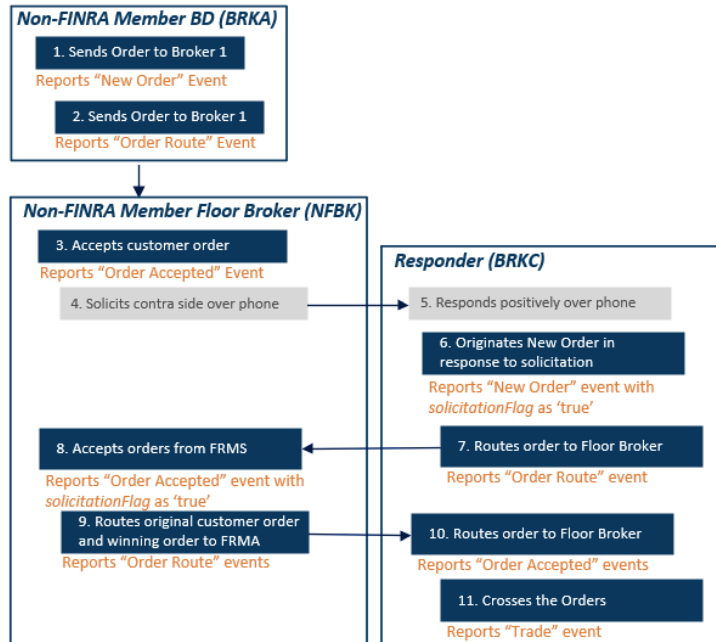 Non-FINRA Member BD (BRKA)
1. Sends Order to Broker 1
Reports “New Order” Event
2. Sends Order to Broker 1
Reports “Order Route” Event
Non-FINRA Member Floor Broker (NFBK)
3. Accepts customer order
Reports “Order Accepted” Event
Responder (BRKC)
4. Solicits contra side over phone
5. Responds positively over phone
6. Originates New Order in
response to solicitation
Reports “New Order” event with
solicitationFlag as ‘true’
7. Routes order to Floor Broker
Reports “Order Route” event
8. Accepts orders from FRMS
Reports “Order Accepted” event with
solicitationFlag as ‘true’
9. Routes original customer order
and winning order to FRMA
Reports “Order Route” events
10. Routes order to Floor Broker
Reports “Order Accepted” events
11. Crosses the Orders
Reports “Trade” event